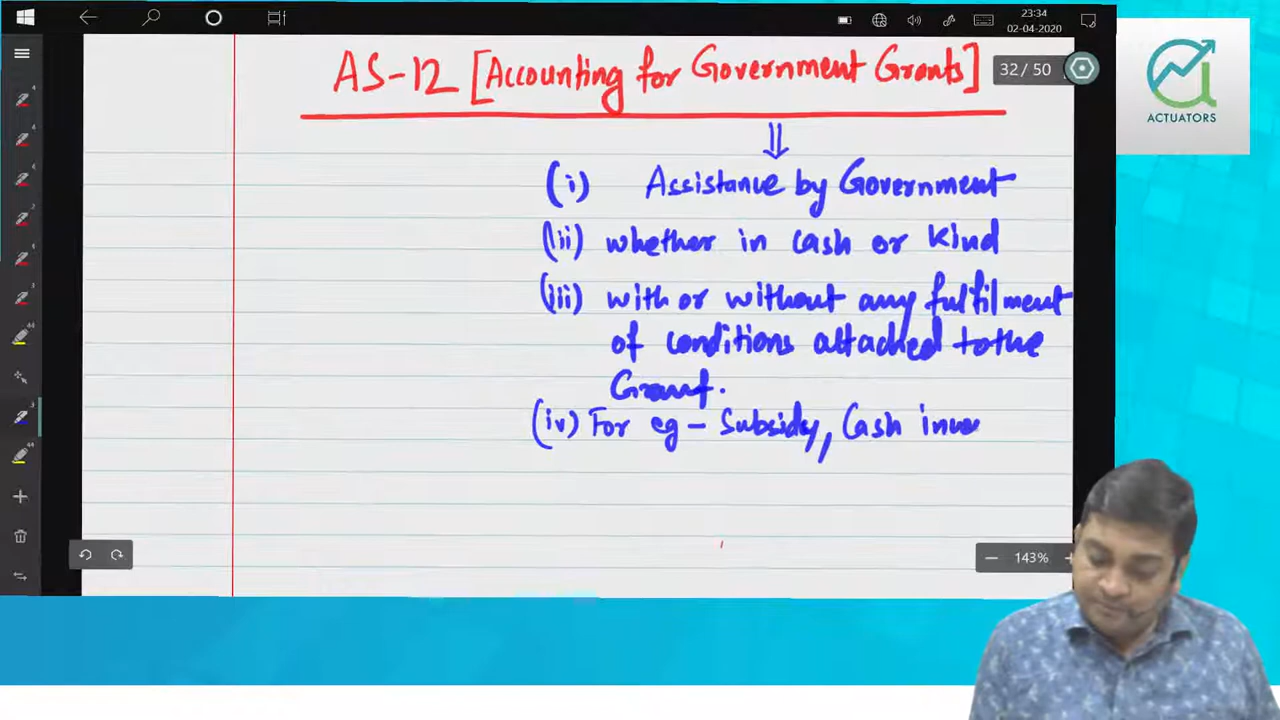 23:34
02-04-2020
AS-12 [Accounting for Government Grants]
32/50
ACTUATORS
(i) Assistance by Government
(ii) whether in cash or kind
(iii) with or without any fulfilment
of conditions attached to the
Grant.
(iv) For eg - Subsidy, Cash
143%